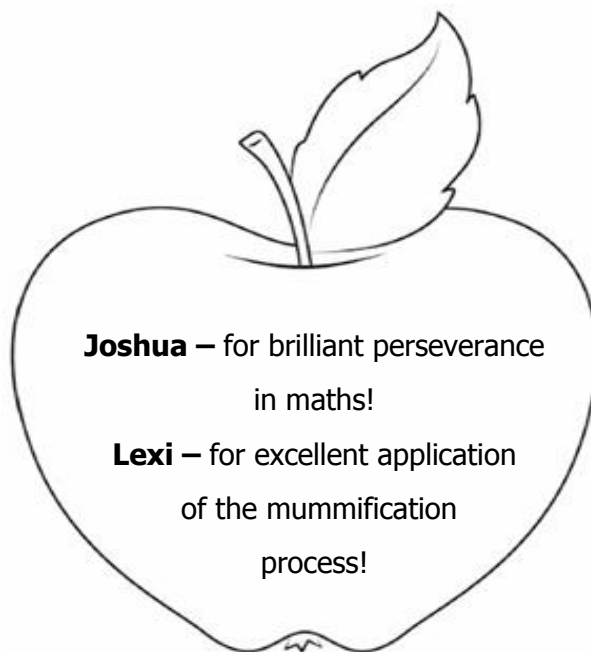 Joshua – for brilliant perseverance
in maths!
Lexi – for excellent application
of the mummification
process!